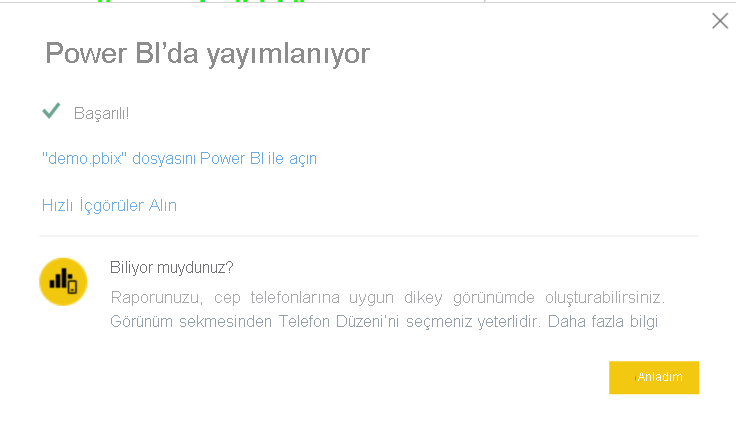 Power BI’da yayımlanıyor
Başarılı!
"demo.pbix" dosyasını Power BI ile açın
Hızlı İçgörüler Alın
Biliyor muydunuz?
Raporunuzu, cep telefonlarına uygun dikey görünümde oluşturabilirsiniz.
Görünüm sekmesinden Telefon Düzeni'ni seçmeniz yeterlidir. Daha fazla bilgi
Anladım